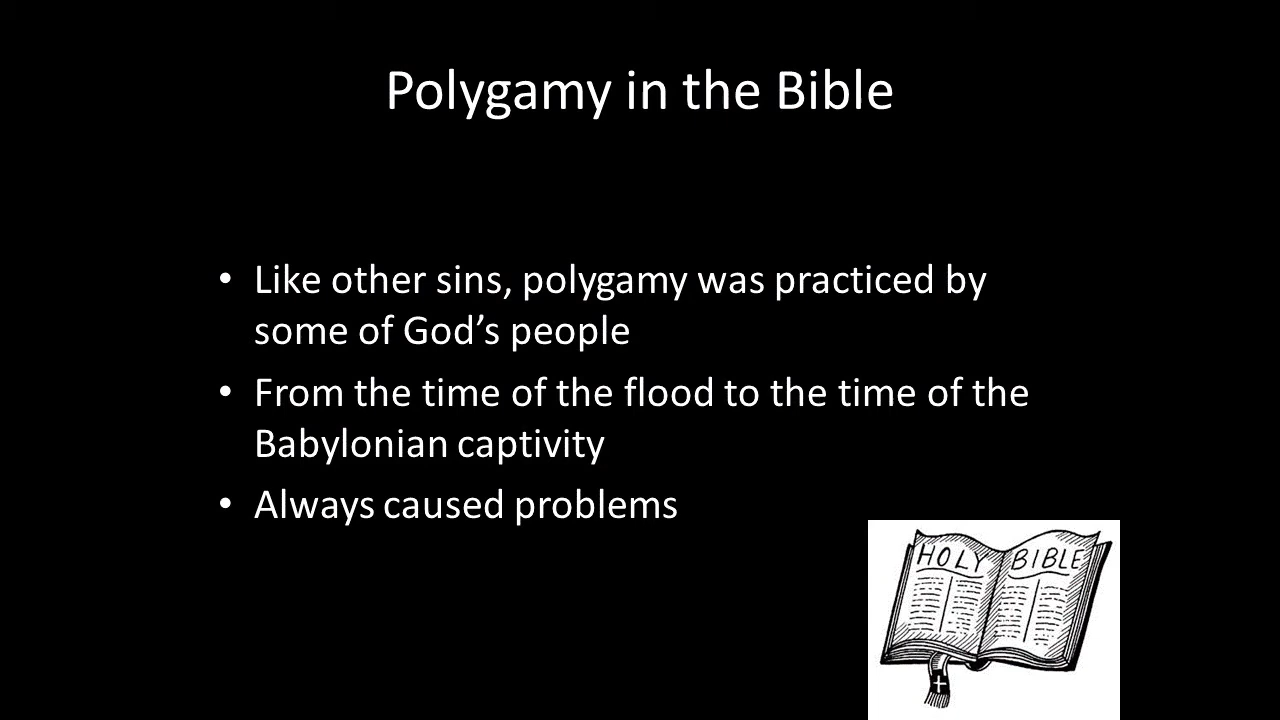 Polygamy in the Bible
• Like other sins, polygamy was practiced by
some of God’s people
• From the time of the flood to the time of the
Babylonian captivity
• Always caused problems
HOLY BIBLE